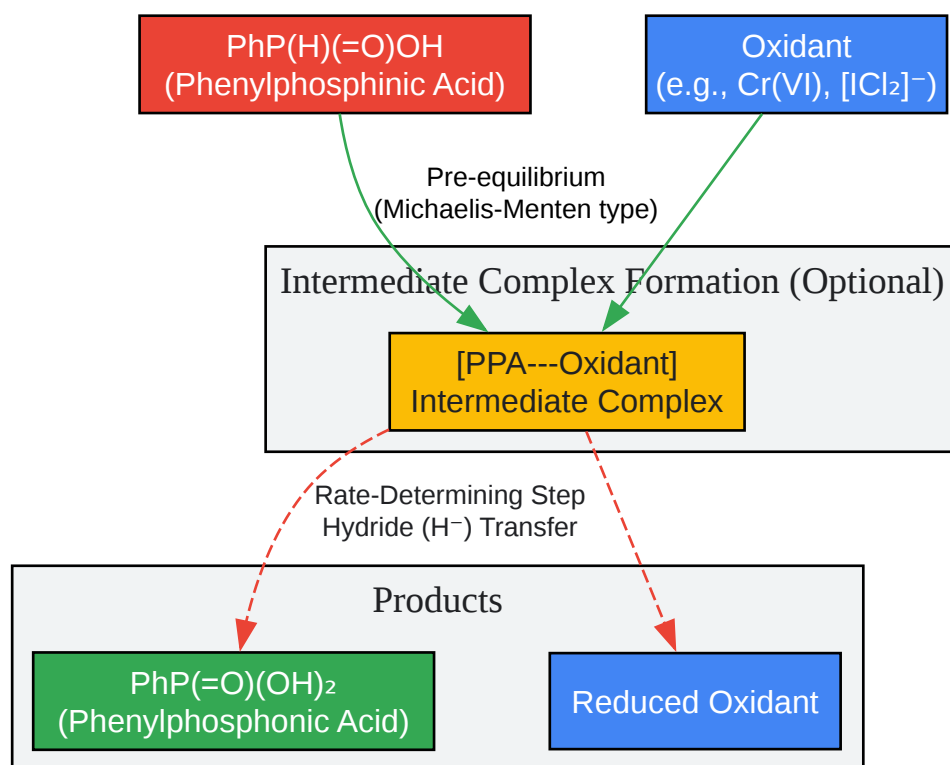 PhP(H)(=O)OH
(Phenylphosphinic Acid)
Oxidant
(e.g., Cr(VI), [ICl₂]⁻)
Pre-equilibrium
(Michaelis-Menten type)
Intermediate Complex Formation (Optional)
[PPA---Oxidant]
Intermediate Complex
Rate-Determining Step
Hydride (H⁻) Transfer
Products
PhP(=O)(OH)₂
(Phenylphosphonic Acid)
Reduced Oxidant